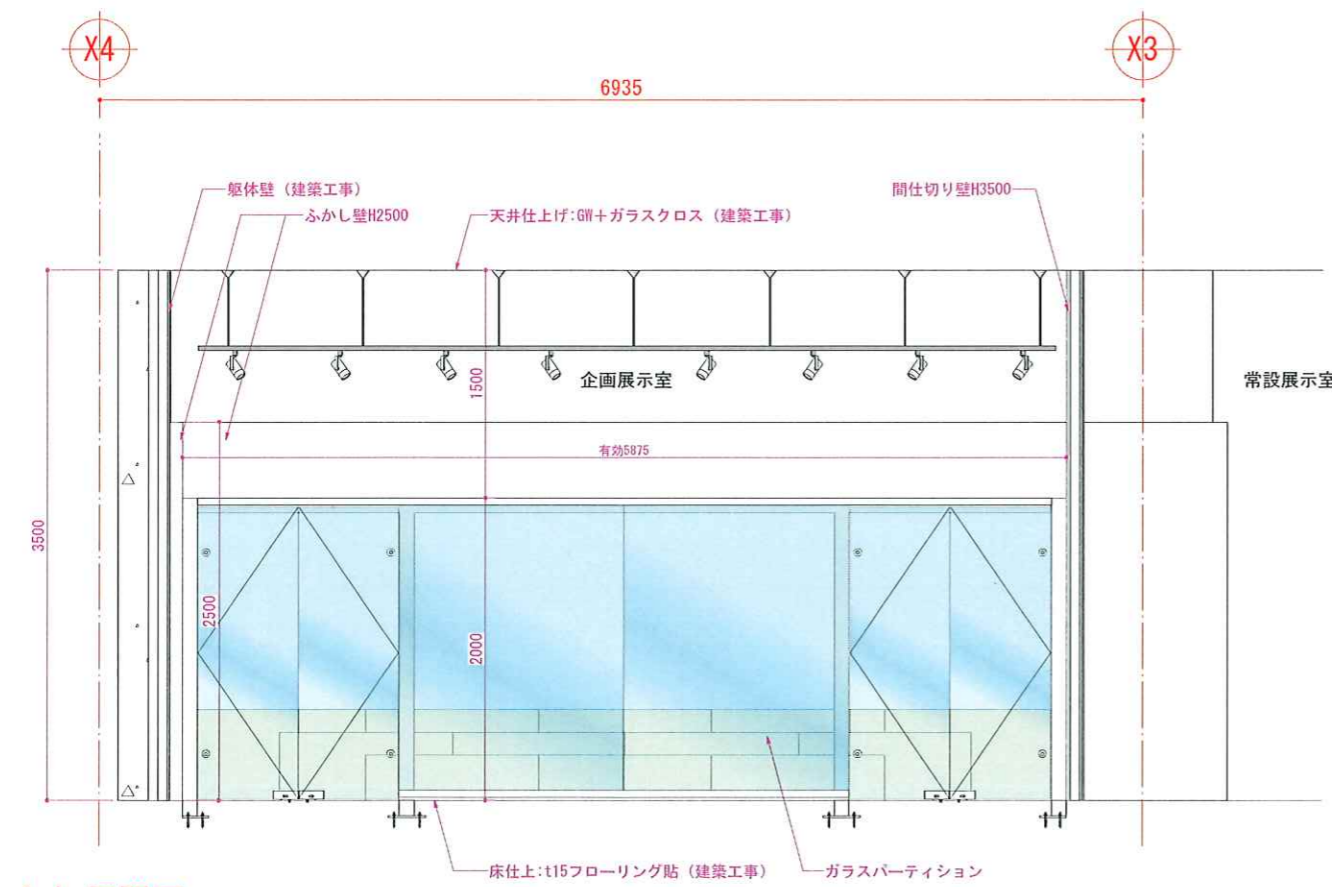 X4
X3
6935
躯体壁（建築工事）
間仕切り壁H3500
ふかし壁H2500
天井仕上げ:GW＋ガラスクロス（建築工事）
1500
企画展示室
常設展示室
有効5875
3500
2500
2000
床仕上:t15フローリング貼（建築工事）
ガラスパーティション